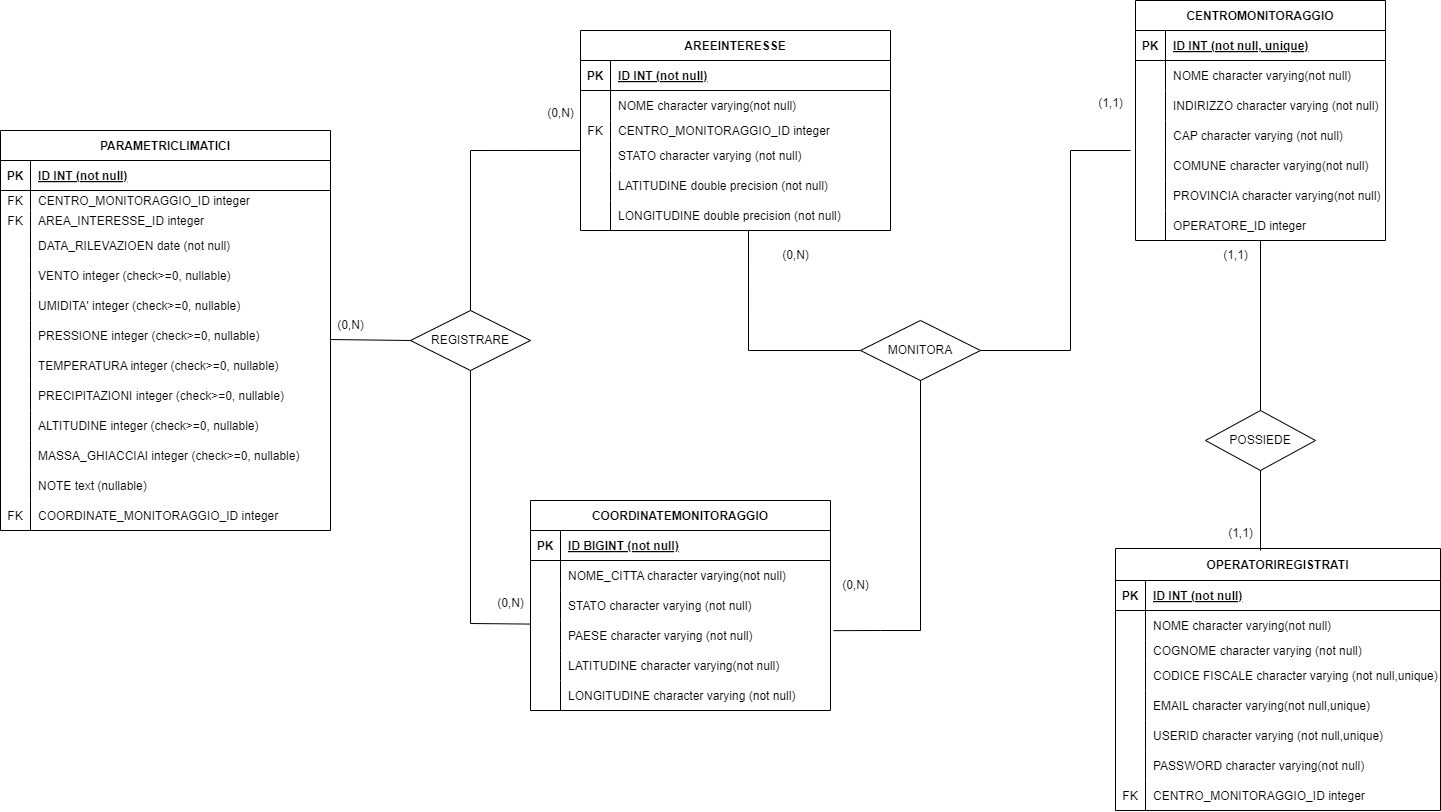 CENTROMONITORAGGIO
PK ID INT (not null, unique)
NOME character varying(not null)
INDIRIZZO character varying (not null)
CAP character varying (not null)
COMUNE character varying(not null)
PROVINCIA character varying(not null)
OPERATORE_ID integer
(1,1)
(1,1)
AREEINTERESSE
PK ID INT (not null)
NOME character varying(not null)
FK CENTRO_MONITORAGGIO_ID integer
STATO character varying (not null)
LATITUDINE double precision (not null)
LONGITUDINE double precision (not null)
(0,N)
(0,N)
PARAMETRICLIMATICI
PK ID INT (not null)
FK CENTRO_MONITORAGGIO_ID integer
FK AREA_INTERESSE_ID integer
DATA_RILEVAZIOEN date (not null)
VENTO integer (check>=0, nullable)
UMIDITA' integer (check>=0, nullable)
PRESSIONE integer (check>=0, nullable)
TEMPERATURA integer (check>=0, nullable)
PRECIPITAZIONI integer (check>=0, nullable)
ALTITUDINE integer (check>=0, nullable)
MASSA_GHIACCIAI integer (check>=0, nullable)
NOTE text (nullable)
FK COORDINATE_MONITORAGGIO_ID integer
(0,N)
REGISTRARE
MONITORA
POSSIEDE
COORDINATEMONITORAGGIO
PK ID BIGINT (not null)
NOME_CITTA character varying(not null)
STATO character varying (not null)
PAESE character varying (not null)
LATITUDINE character varying(not null)
LONGITUDINE character varying (not null)
(0,N)
(0,N)
(1,1)
OPERATORIREGISTRATI
PK ID INT (not null)
NOME character varying(not null)
COGNOME character varying (not null)
CODICE FISCALE character varying (not null,unique)
EMAIL character varying(not null,unique)
USERID character varying (not null,unique)
PASSWORD character varying(not null)
FK CENTRO_MONITORAGGIO_ID integer